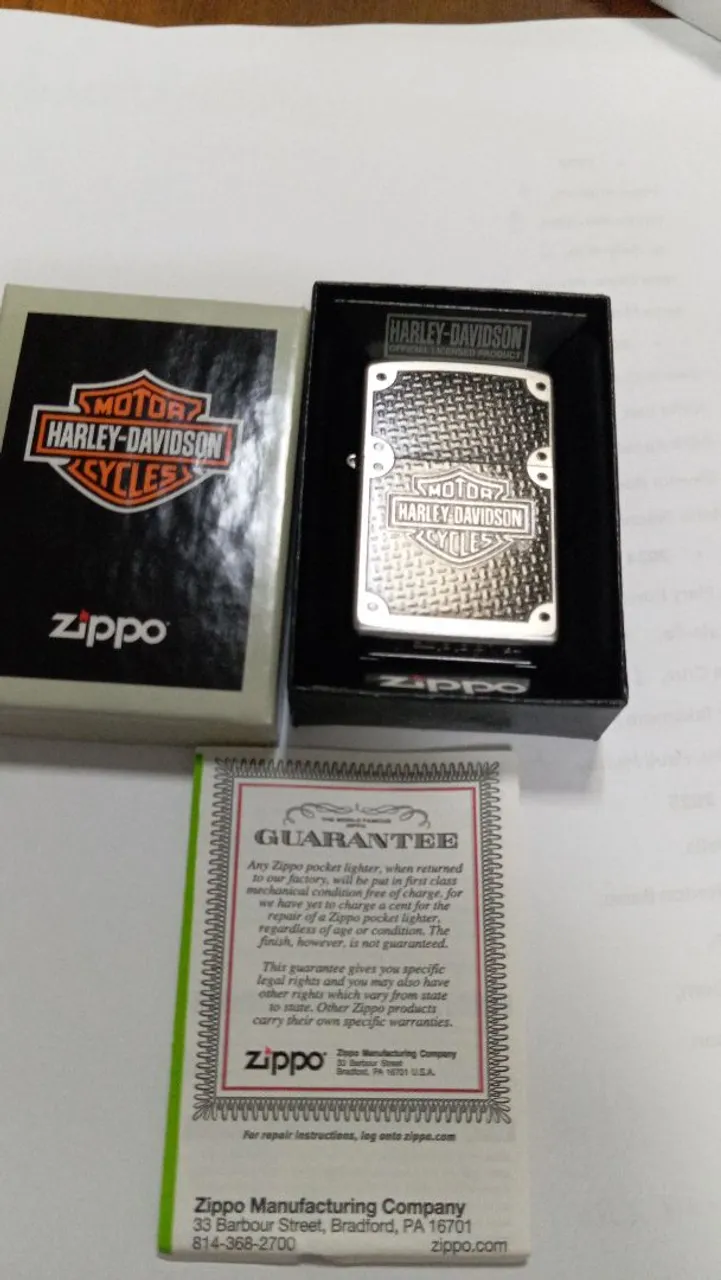 MOTOR
HARLEY-DAVIDSON
CYCLES
zippo
HARLEY-DAVIDSON
OFFICIAL LICENSED PRODUCT
MOTOR
HARLEY-DAVIDSON
CYCLES
zippo
THE WORLD FAMOUS
GUARANTEE
Any Zippo pocket lighter, when returned
to our factory, will be put in first class
mechanical condition free of charge, for
we have yet to charge a cent for the
repair of a Zippo pocket lighter,
regardless of age or condition. The
finish, however, is not guaranteed.
This guarantee gives you specific
legal rights and you may also have
other rights which vary from state
to state. Other Zippo products
carry their own specific warranties.
zippo
Zippo Manufacturing Company
33 Barbour Street
Bradford, PA 16701 U.S.A.
For repair instructions, log onto zippo.com
Zippo Manufacturing Company
33 Barbour Street, Bradford, PA 16701
814-368-2700 zippo.com